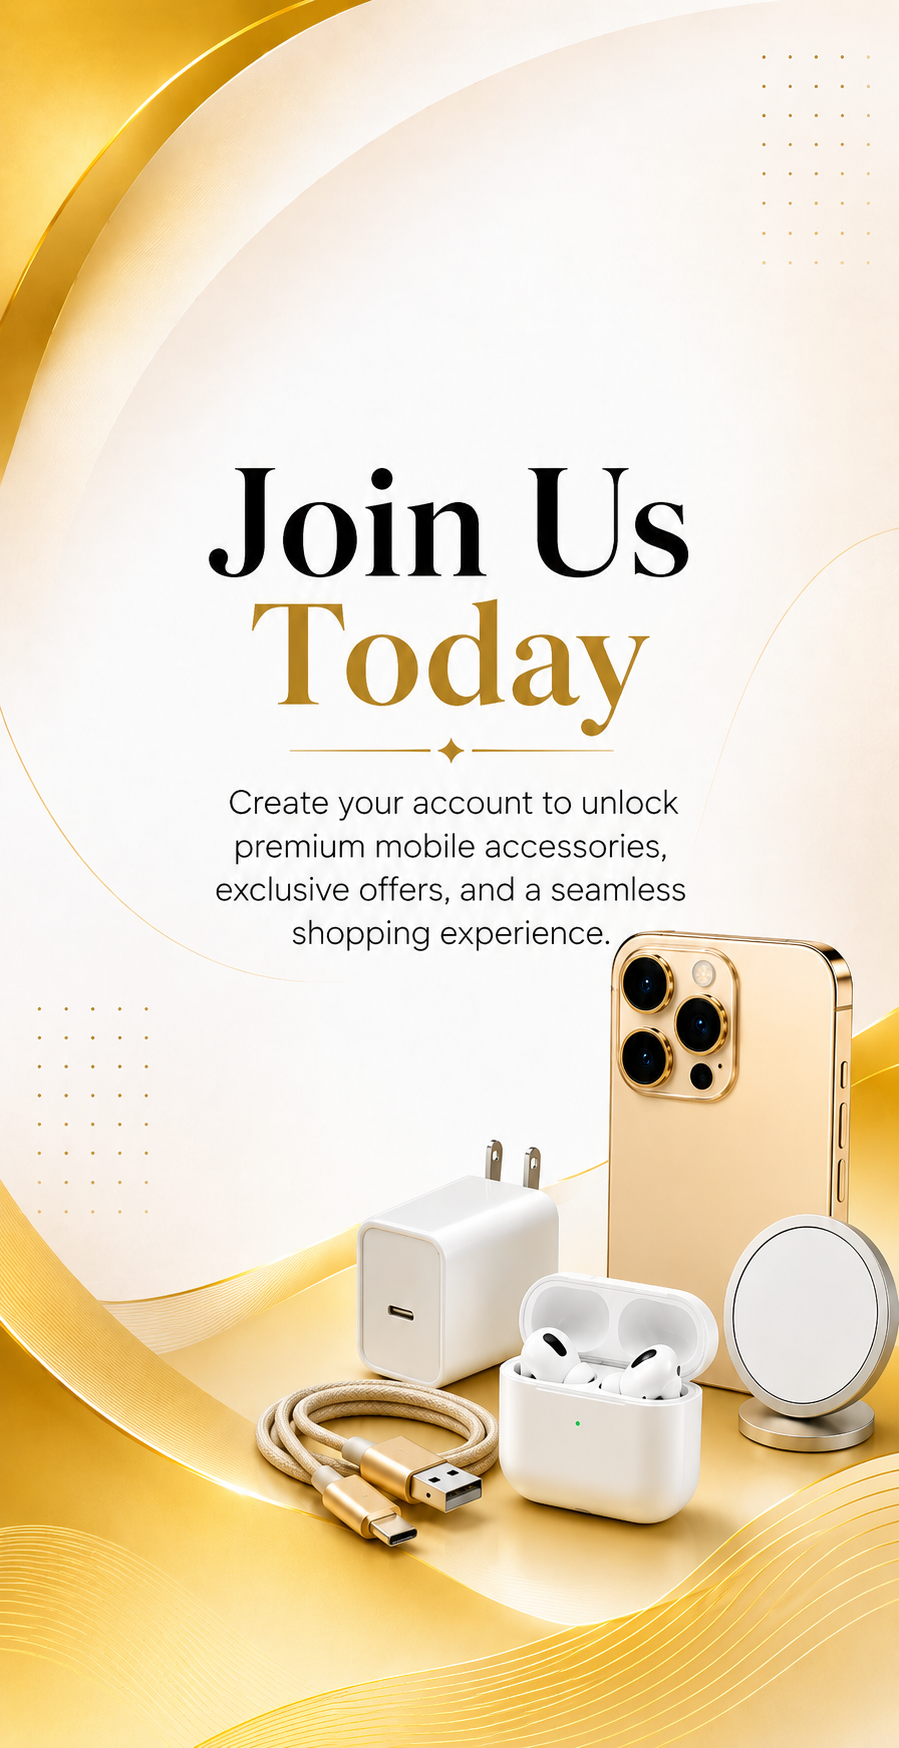 Join Us
Today
Create your account to unlock
premium mobile accessories,
exclusive offers, and a seamless
shopping experience.